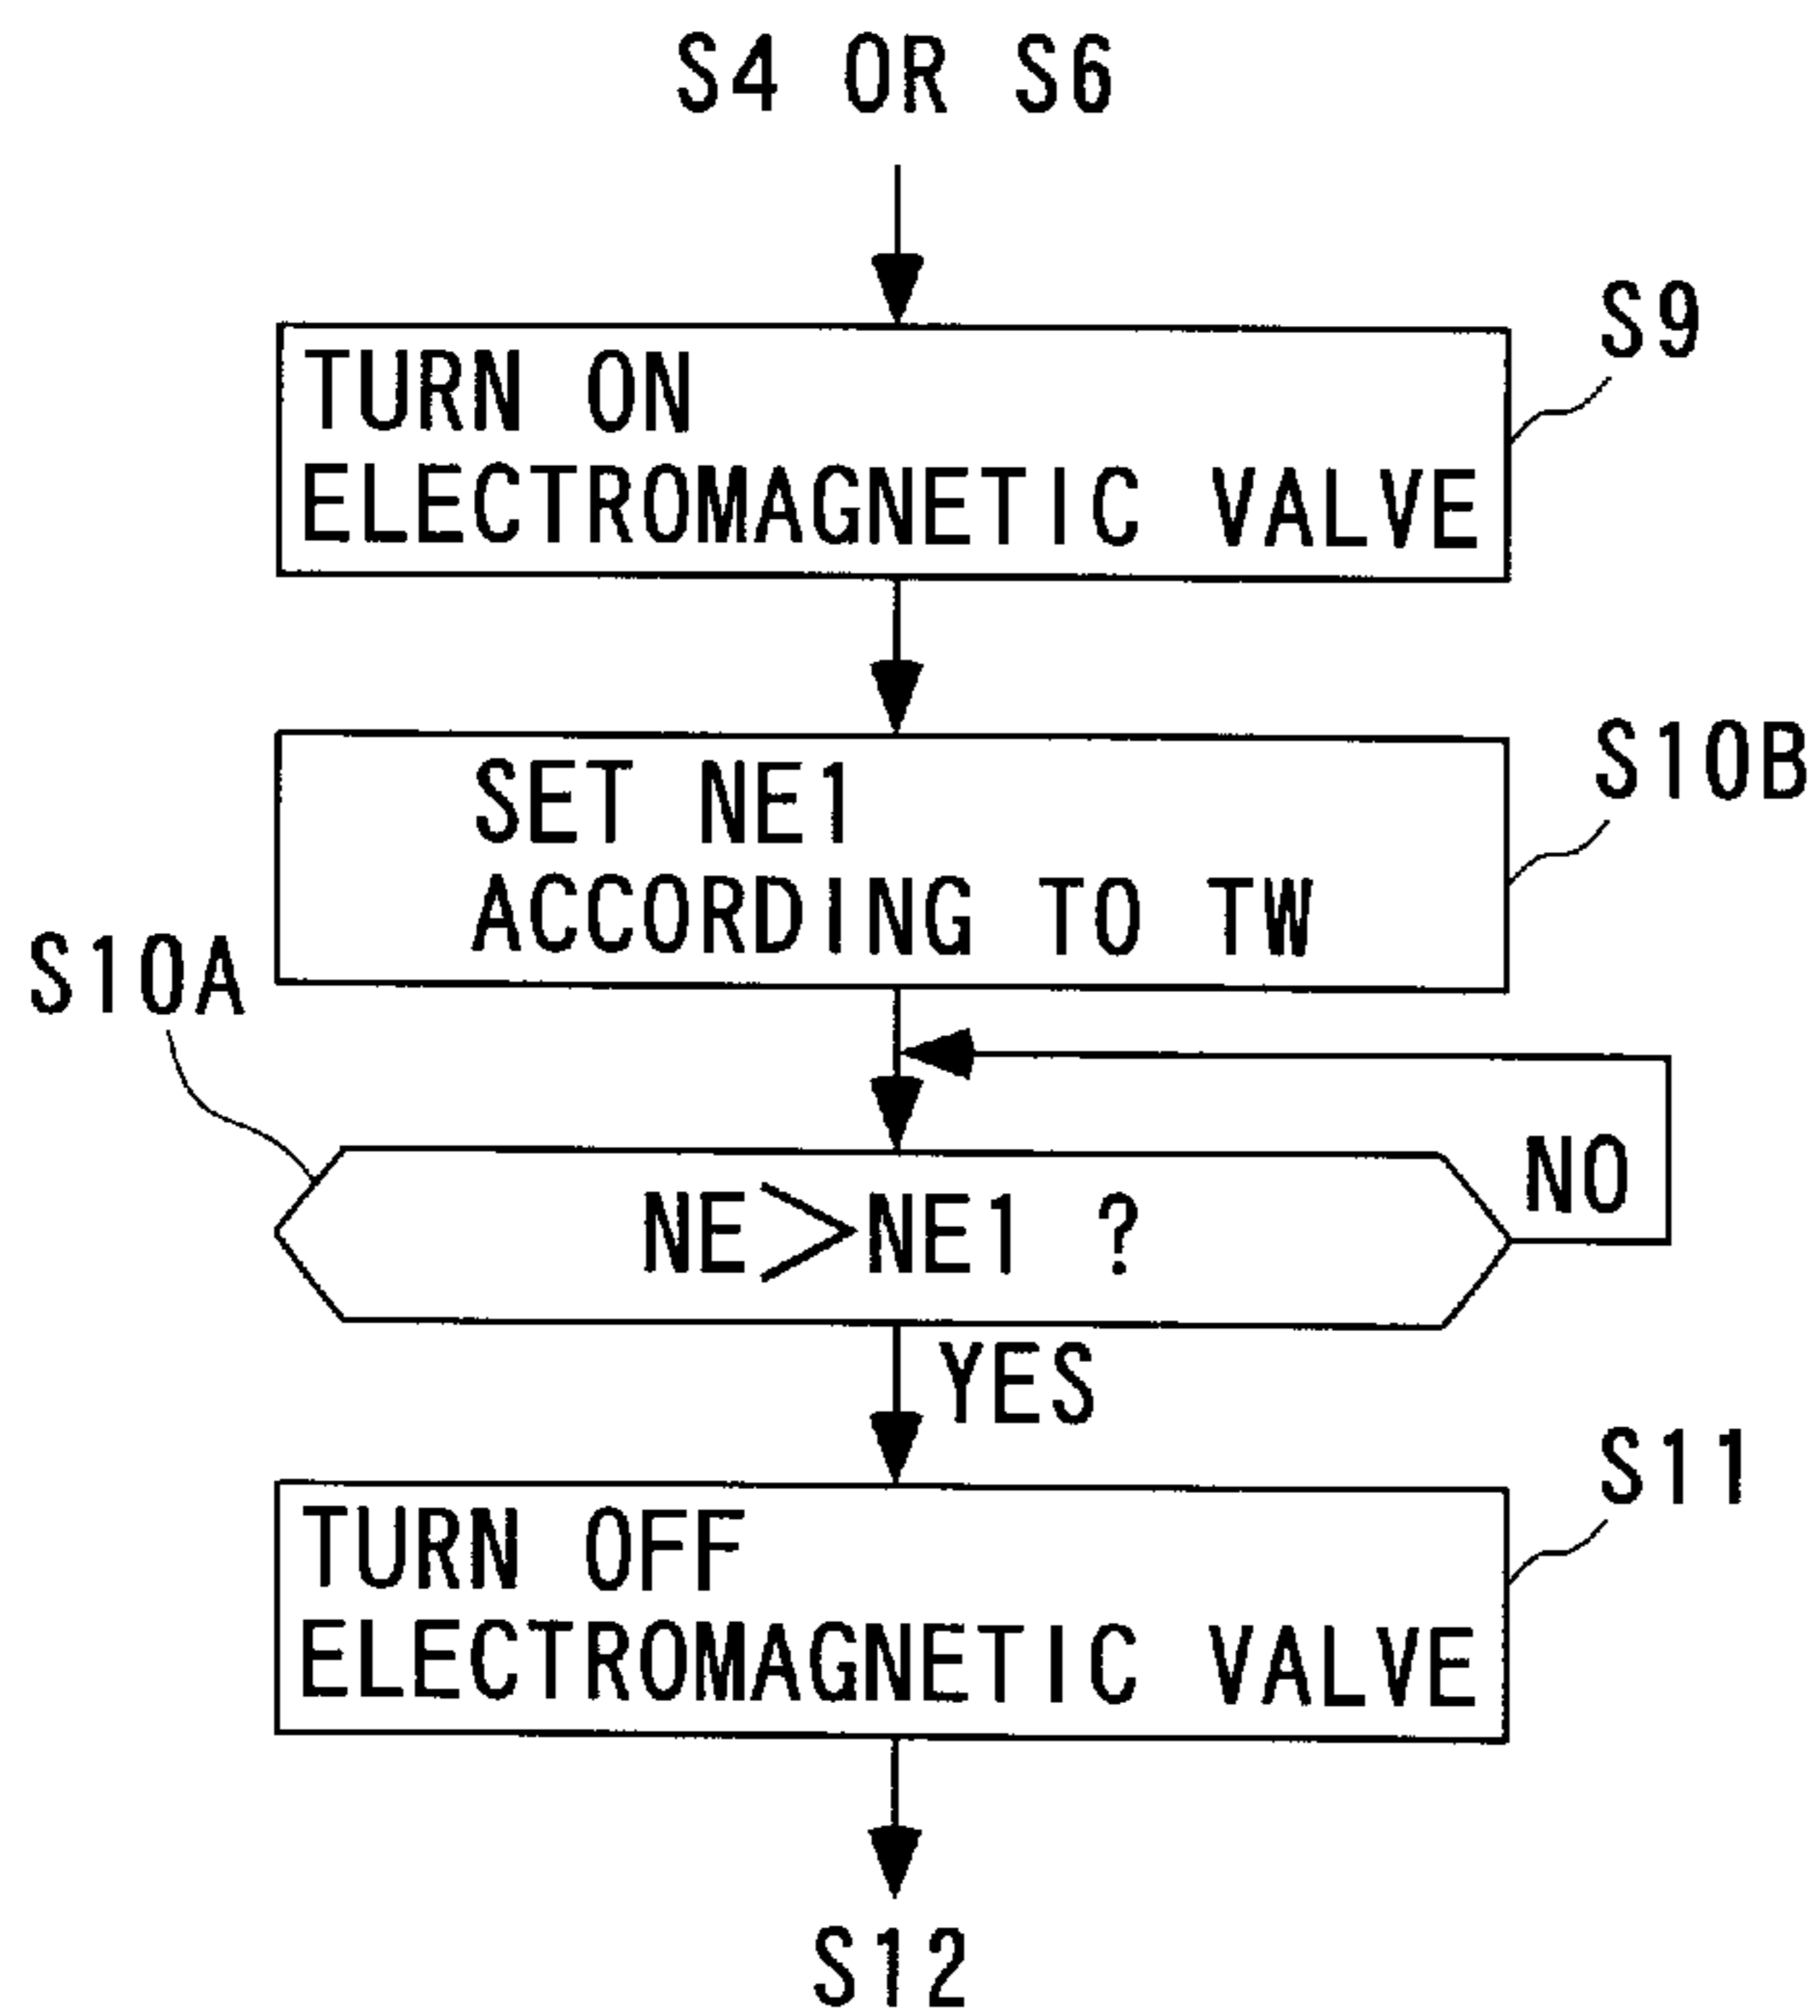 S4 OR S6
S9
TURN ON
ELECTROMAGNETIC VALVE
S10B
SET NE1
ACCORDING TO TW
S10A
NE>NE1 ?
NO
YES
S11
TURN OFF
ELECTROMAGNETIC VALVE
S12